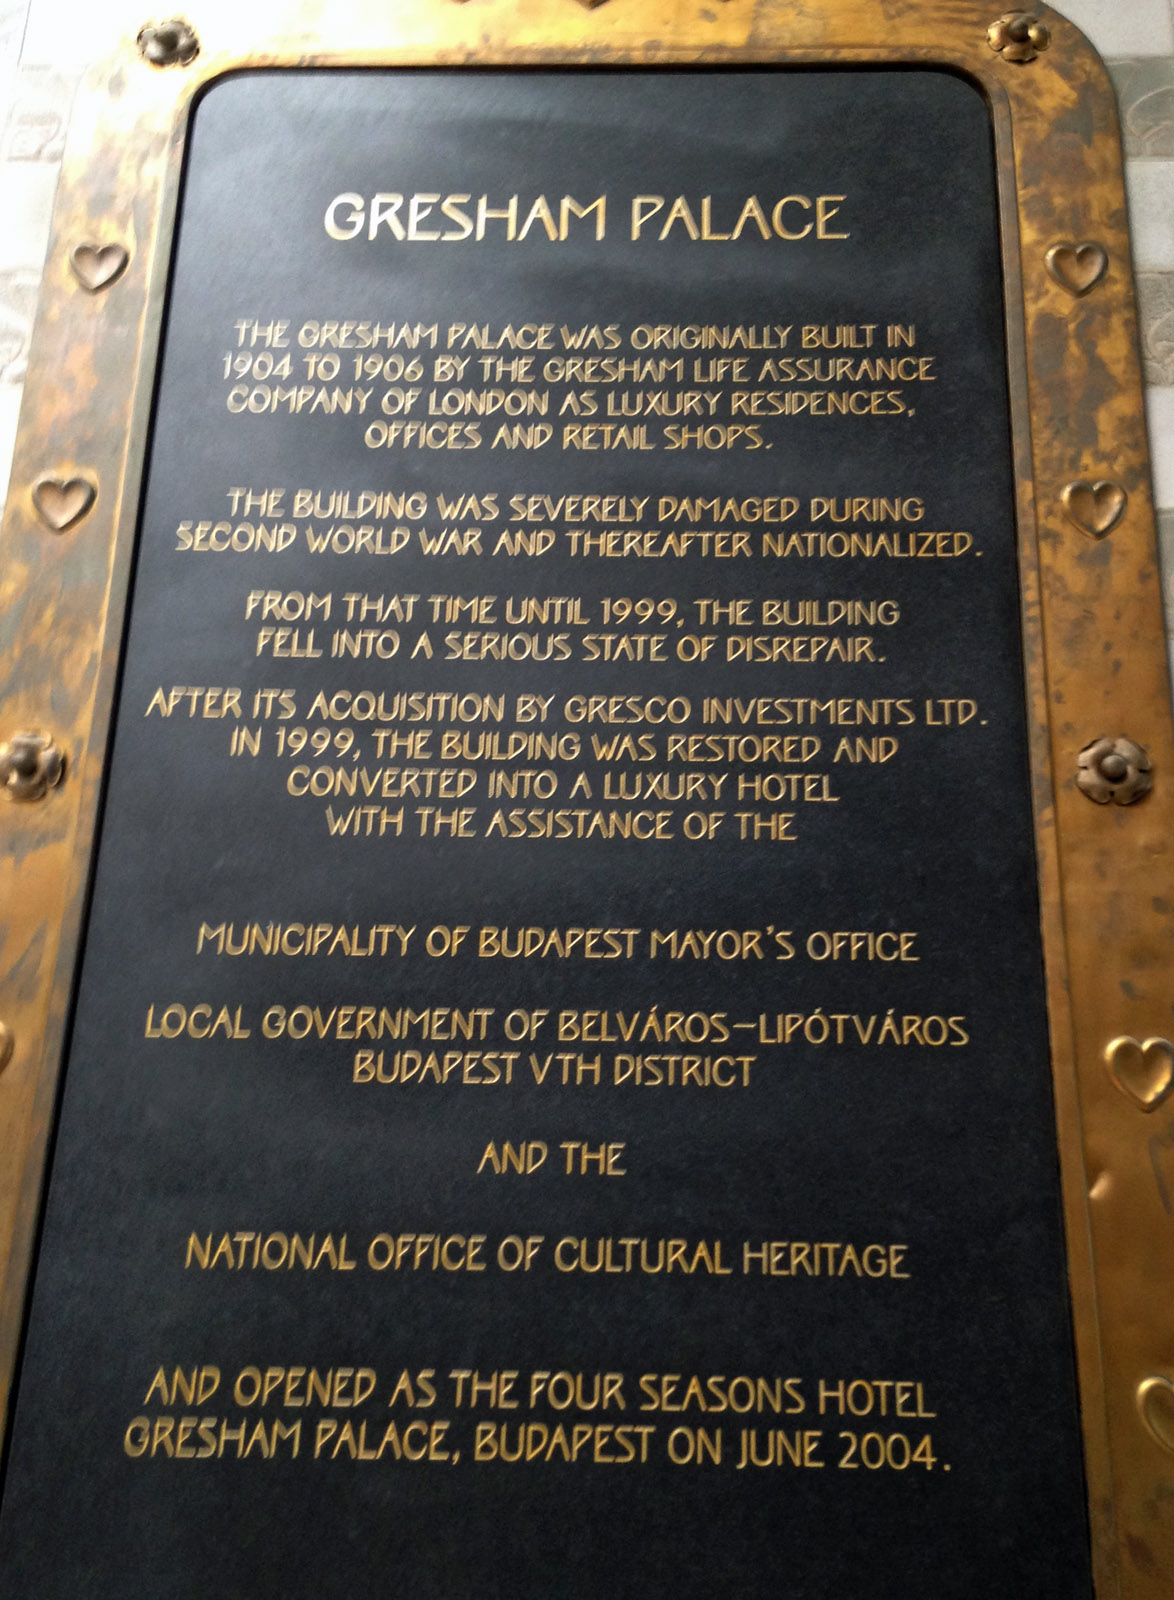 GRESHAM PALACE
THE GRESHAM PALACE WAS ORIGINALLY BUILT IN
1904 TO 1906 BY THE GRESHAM LIFE ASSURANCE
COMPANY OF LONDON AS LUXURY RESIDENCES,
OFFICES AND RETAIL SHOPS.
THE BUILDING WAS SEVERELY DAMAGED DURING
SECOND WORLD WAR AND THEREAFTER NATIONALIZED.
FROM THAT TIME UNTIL 1999, THE BUILDING
FELL INTO A SERIOUS STATE OF DISREPAIR.
AFTER ITS ACQUISITION BY GRESCO INVESTMENTS LTD.
IN 1999, THE BUILDING WAS RESTORED AND
CONVERTED INTO A LUXURY HOTEL
WITH THE ASSISTANCE OF THE
MUNICIPALITY OF BUDAPEST MAYOR'S OFFICE
LOCAL GOVERNMENT OF BELVÁROS-LIPÓTVÁROS
BUDAPEST VTH DISTRICT
AND THE
NATIONAL OFFICE OF CULTURAL HERITAGE
AND OPENED AS THE FOUR SEASONS HOTEL
GRESHAM PALACE, BUDAPEST ON JUNE 2004.